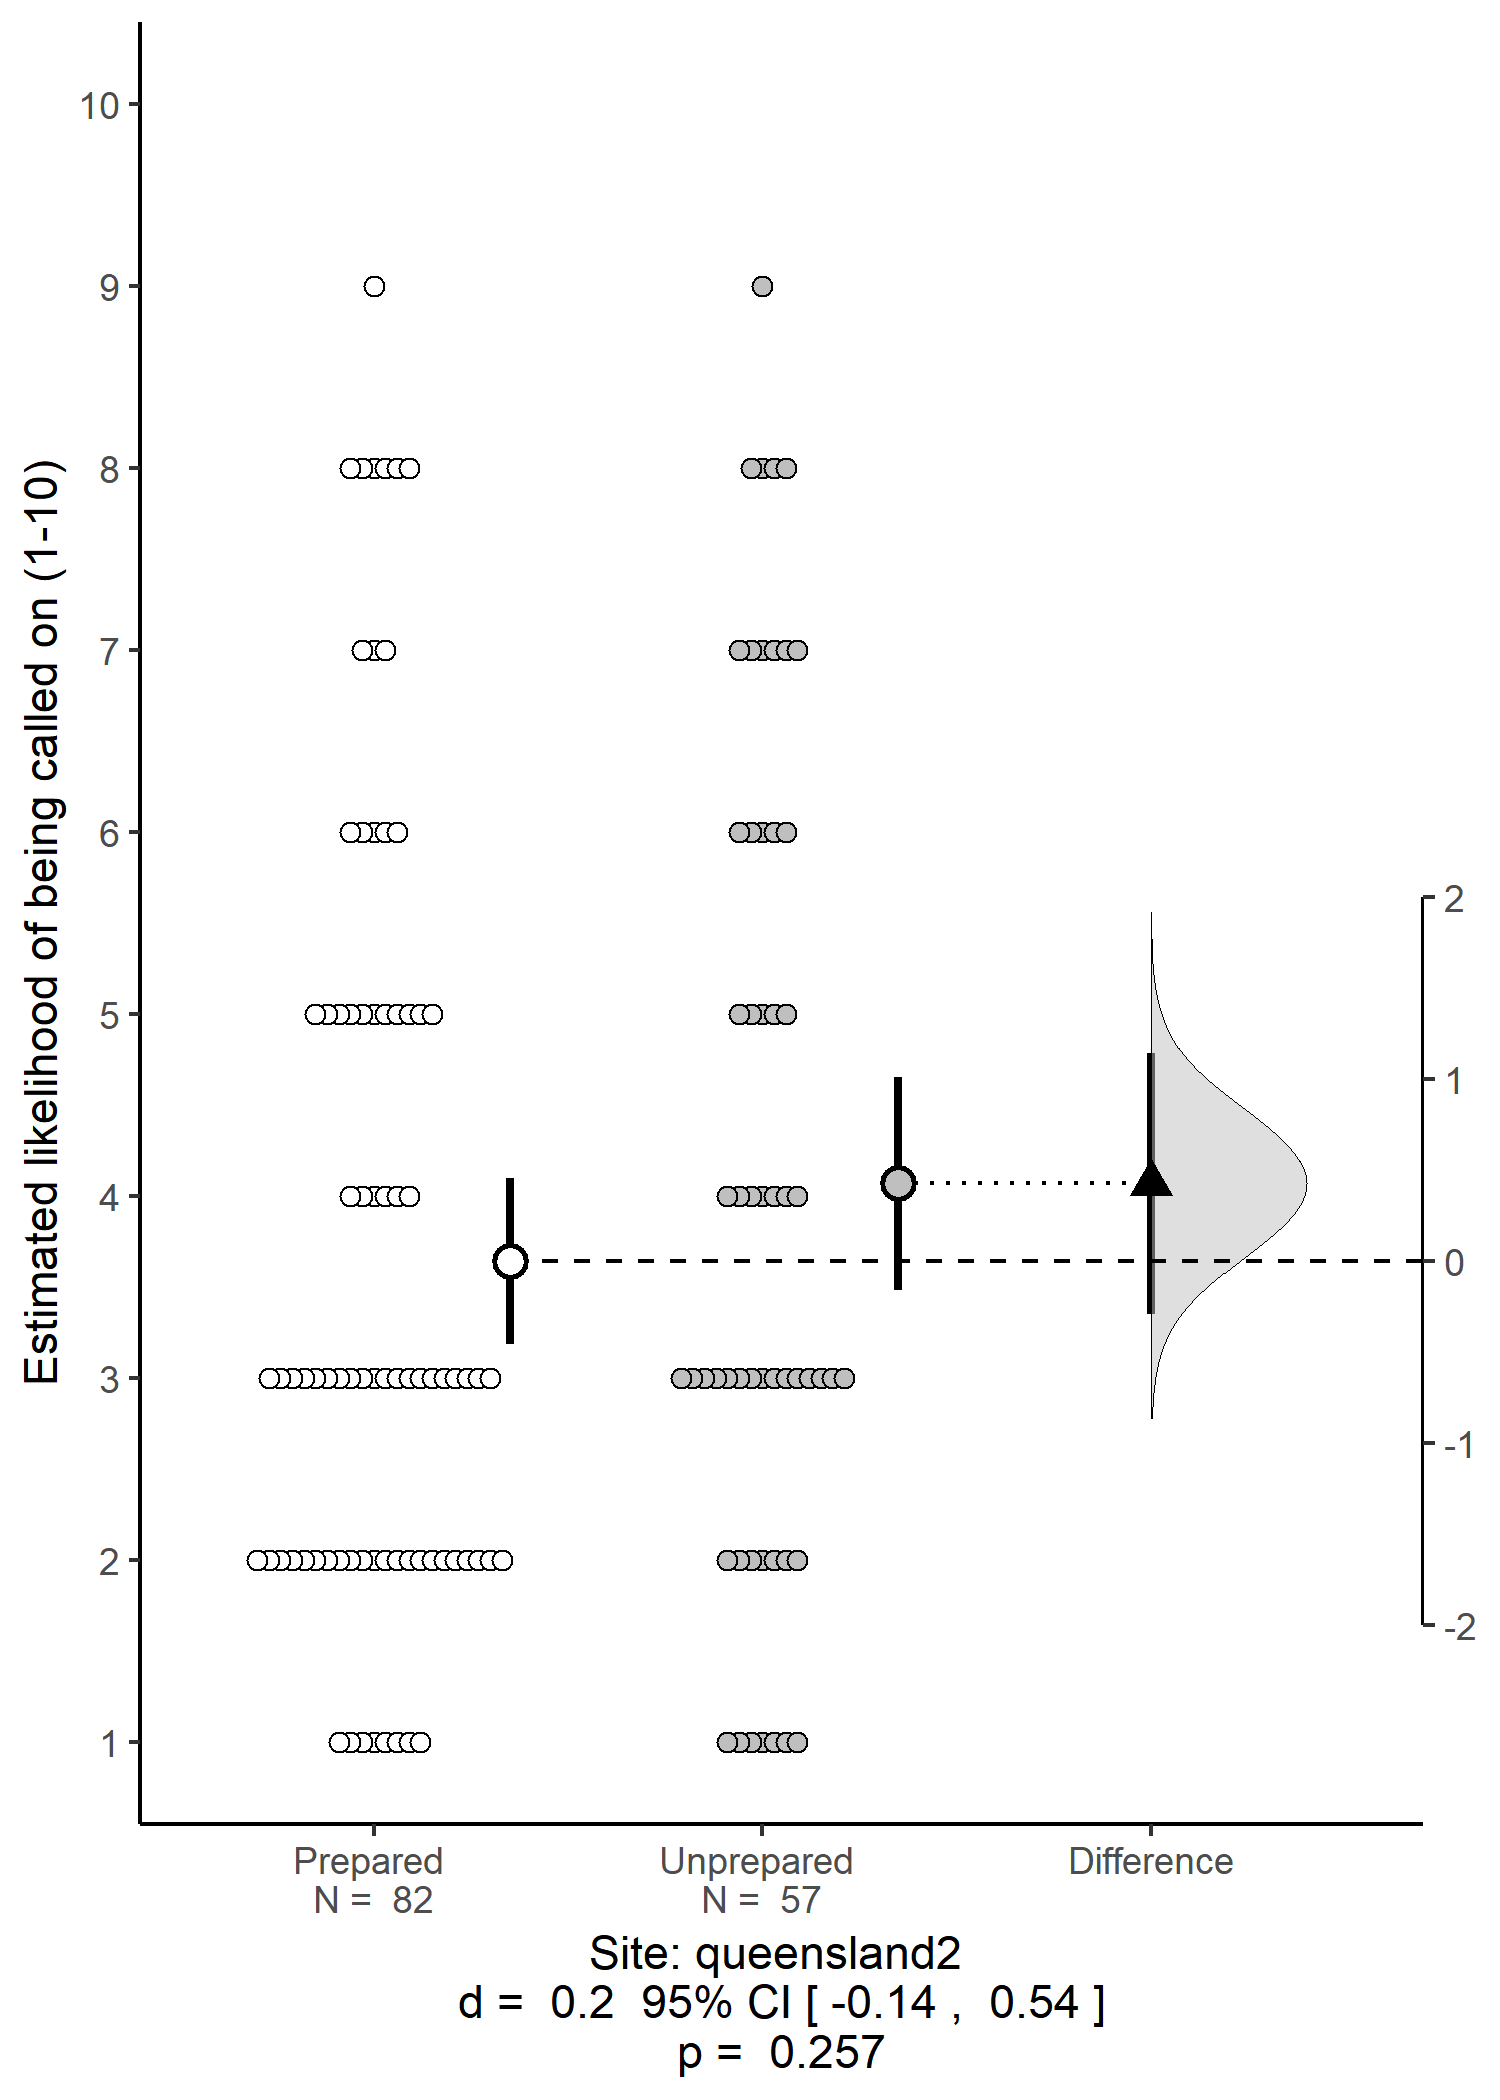 Estimated likelihood of being called on (1-10)
10
9
8
7
6
5
4
3
2
1
2
1
0
-1
-2
Prepared
N =  82
Unprepared
N =  57
Difference
Site: queensland2
d =  0.2  95% CI [ -0.14 ,  0.54 ]
p =  0.257